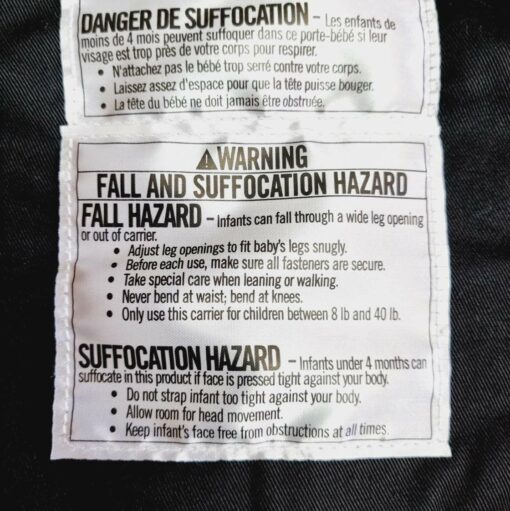 DANGER DE SUFFOCATION – Les enfants de
moins de 4 mois peuvent suffoquer dans ce porte-bébé si leur
visage est trop près de votre corps pour respirer.
• N'attachez pas le bébé trop serré contre votre corps.
• Laissez assez d'espace pour que la tête puisse bouger.
• La tête du bébé ne doit jamais être obstruée.
⚠WARNING
FALL AND SUFFOCATION HAZARD
FALL HAZARD – Infants can fall through a wide leg opening
or out of carrier.
• Adjust leg openings to fit baby's legs snugly.
• Before each use, make sure all fasteners are secure.
• Take special care when leaning or walking.
• Never bend at waist; bend at knees.
• Only use this carrier for children between 8 lb and 40 lb.
SUFFOCATION HAZARD – Infants under 4 months can
suffocate in this product if face is pressed tight against your body.
• Do not strap infant too tight against your body.
• Allow room for head movement.
• Keep infant's face free from obstructions at all times.